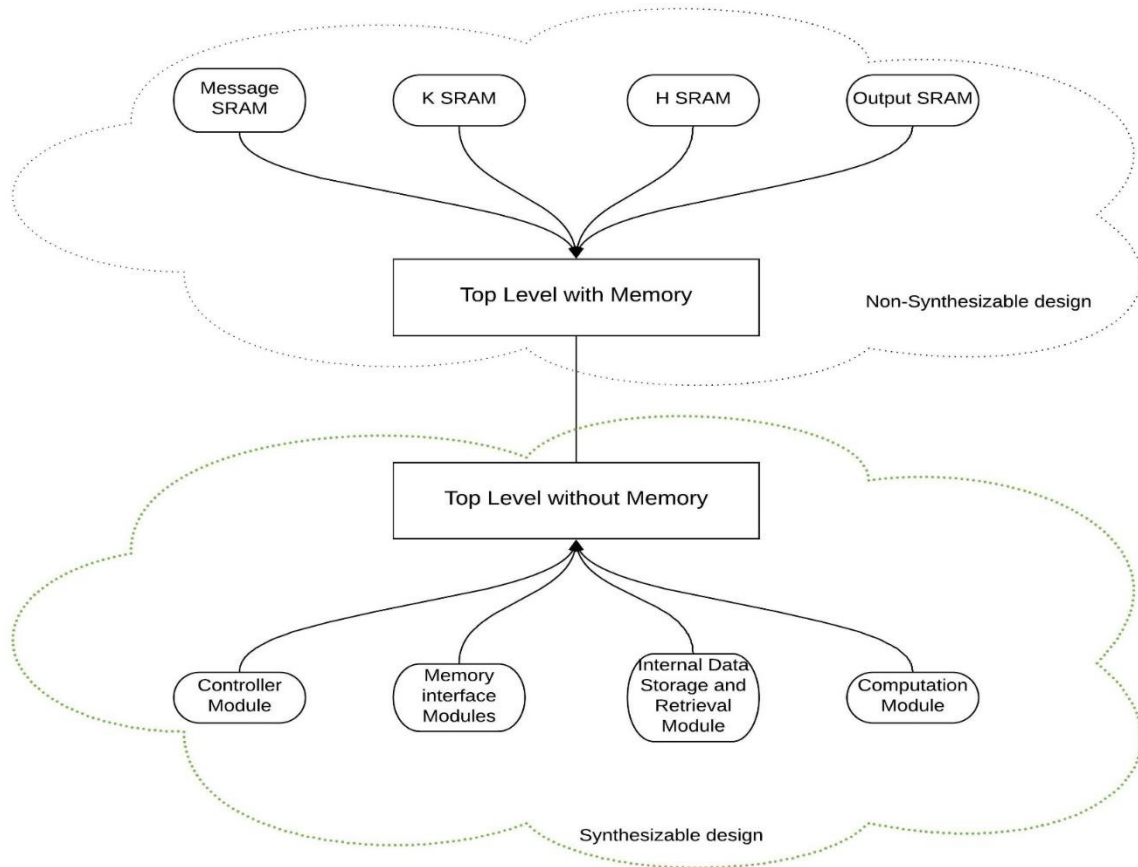 Message
SRAM
K SRAM
H SRAM
Output SRAM
Top Level with Memory
Non-Synthesizable design
Top Level without Memory
Controller
Module
Memory
interface
Modules
Internal Data
Storage and
Retrieval
Module
Computation
Module
Synthesizable design